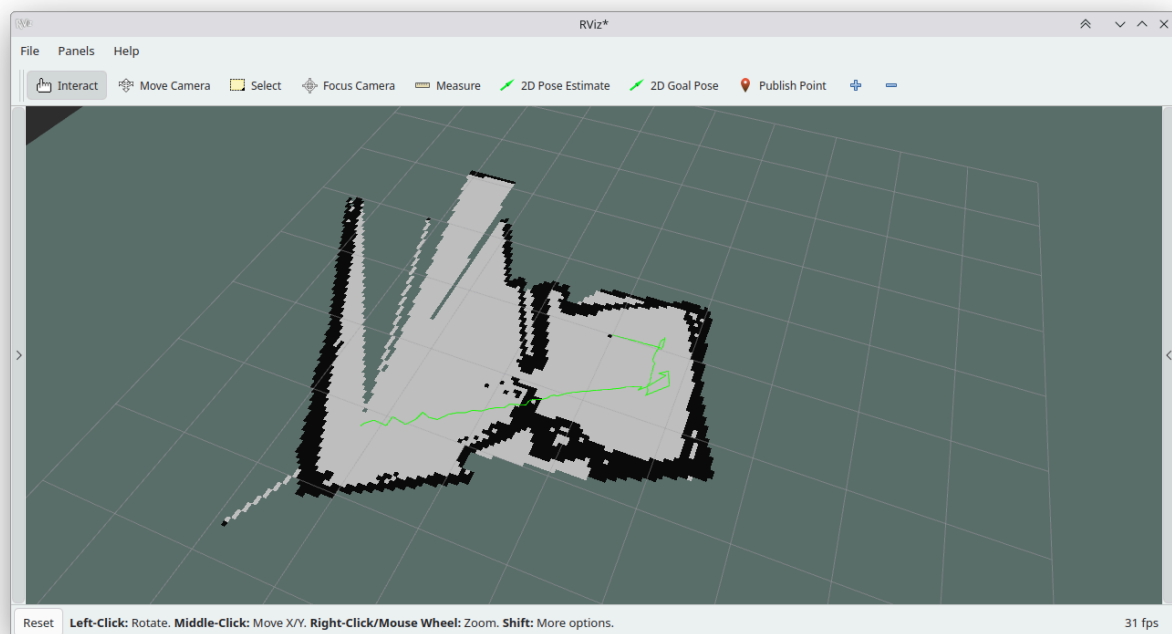 RViz*
File Panels Help
Interact Move Camera Select Focus Camera Measure 2D Pose Estimate 2D Goal Pose Publish Point
Reset Left-Click: Rotate. Middle-Click: Move X/Y. Right-Click/Mouse Wheel: Zoom. Shift: More options. 31 fps